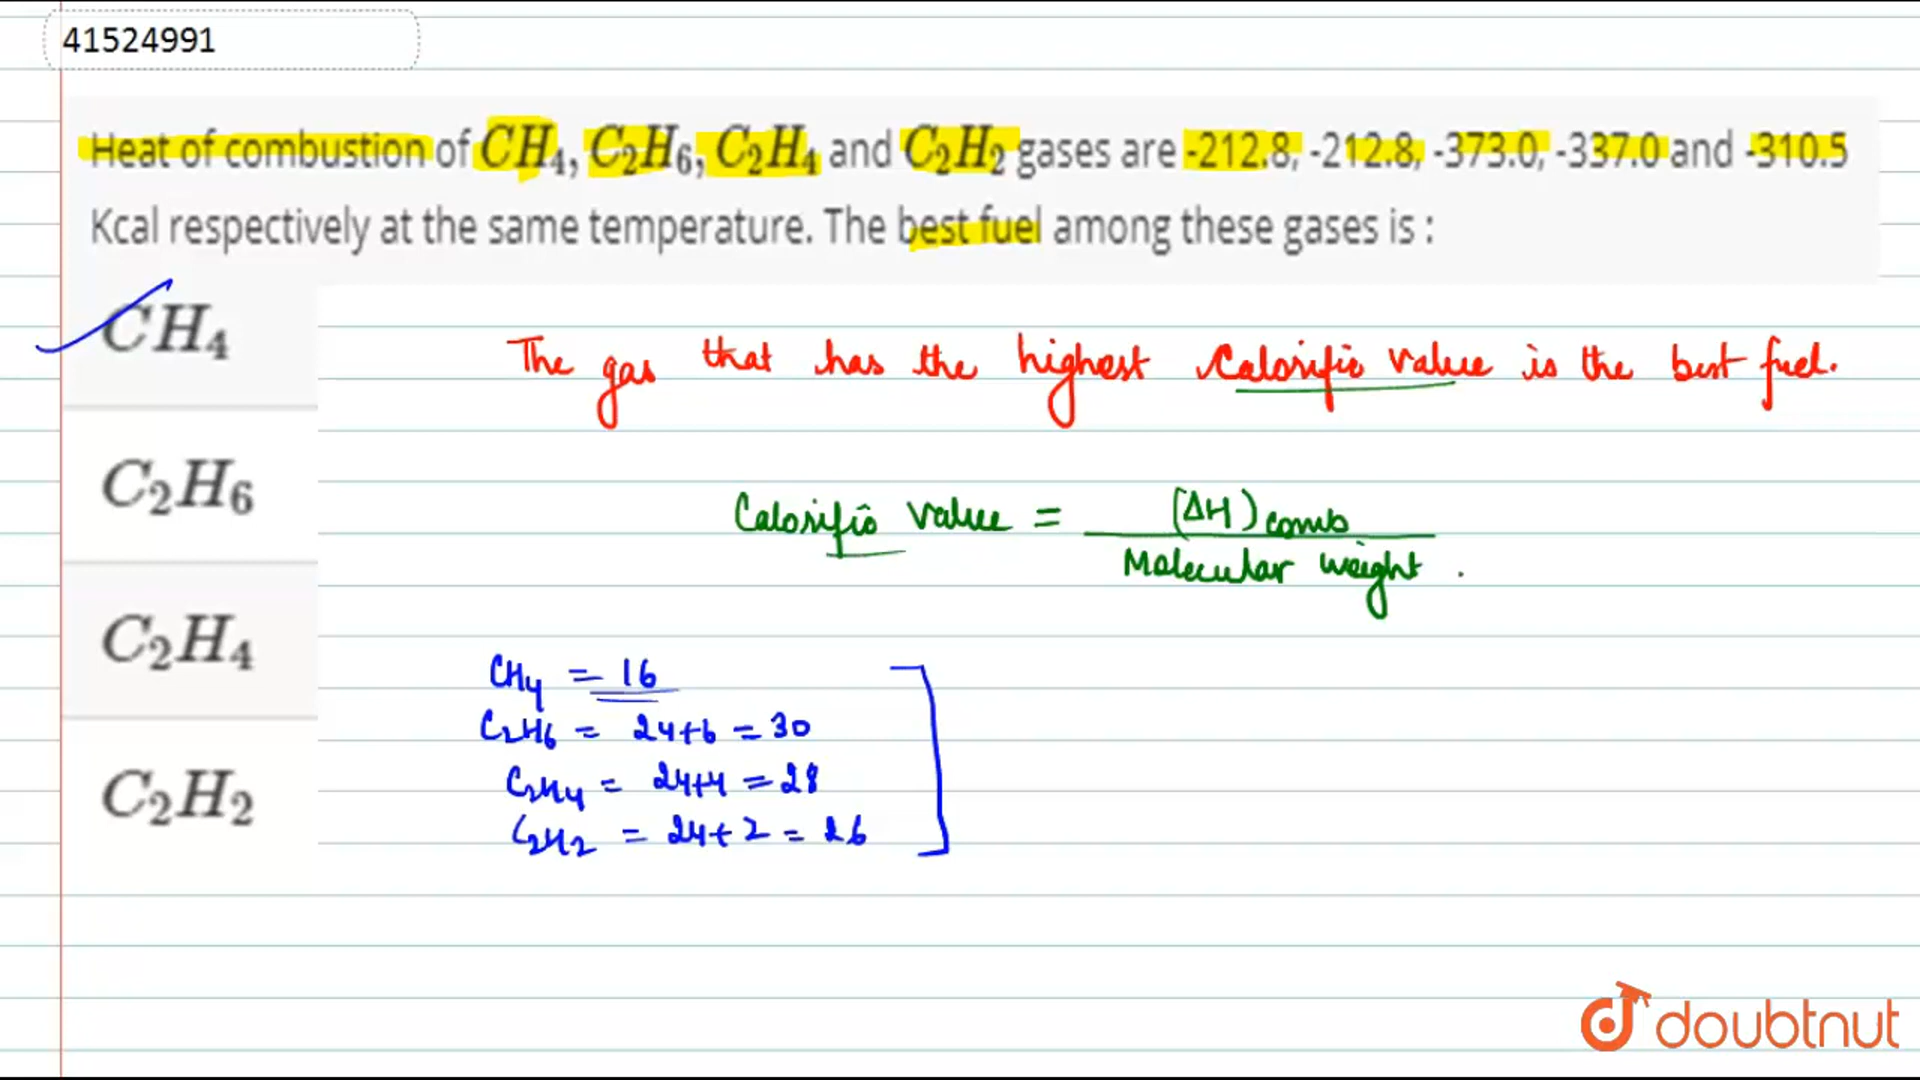 41524991
Heat of combustion of CH₄, C₂H₆, C₂H₄ and C₂H₂ gases are -212.8, -212.8, -373.0, -337.0 and -310.5
Kcal respectively at the same temperature. The best fuel among these gases is :
CH₄
The gas that has the highest Calorific value is the best fuel.
C₂H₆
Calorific value = (ΔH)comb
Molecular weight.
C₂H₄
CH₄ = 16
C₂H₆ = 24+6 = 30
C₂H₄ = 24+4 = 28
C₂H₂
C₂H₂ = 24+2 = 26
doubtnut